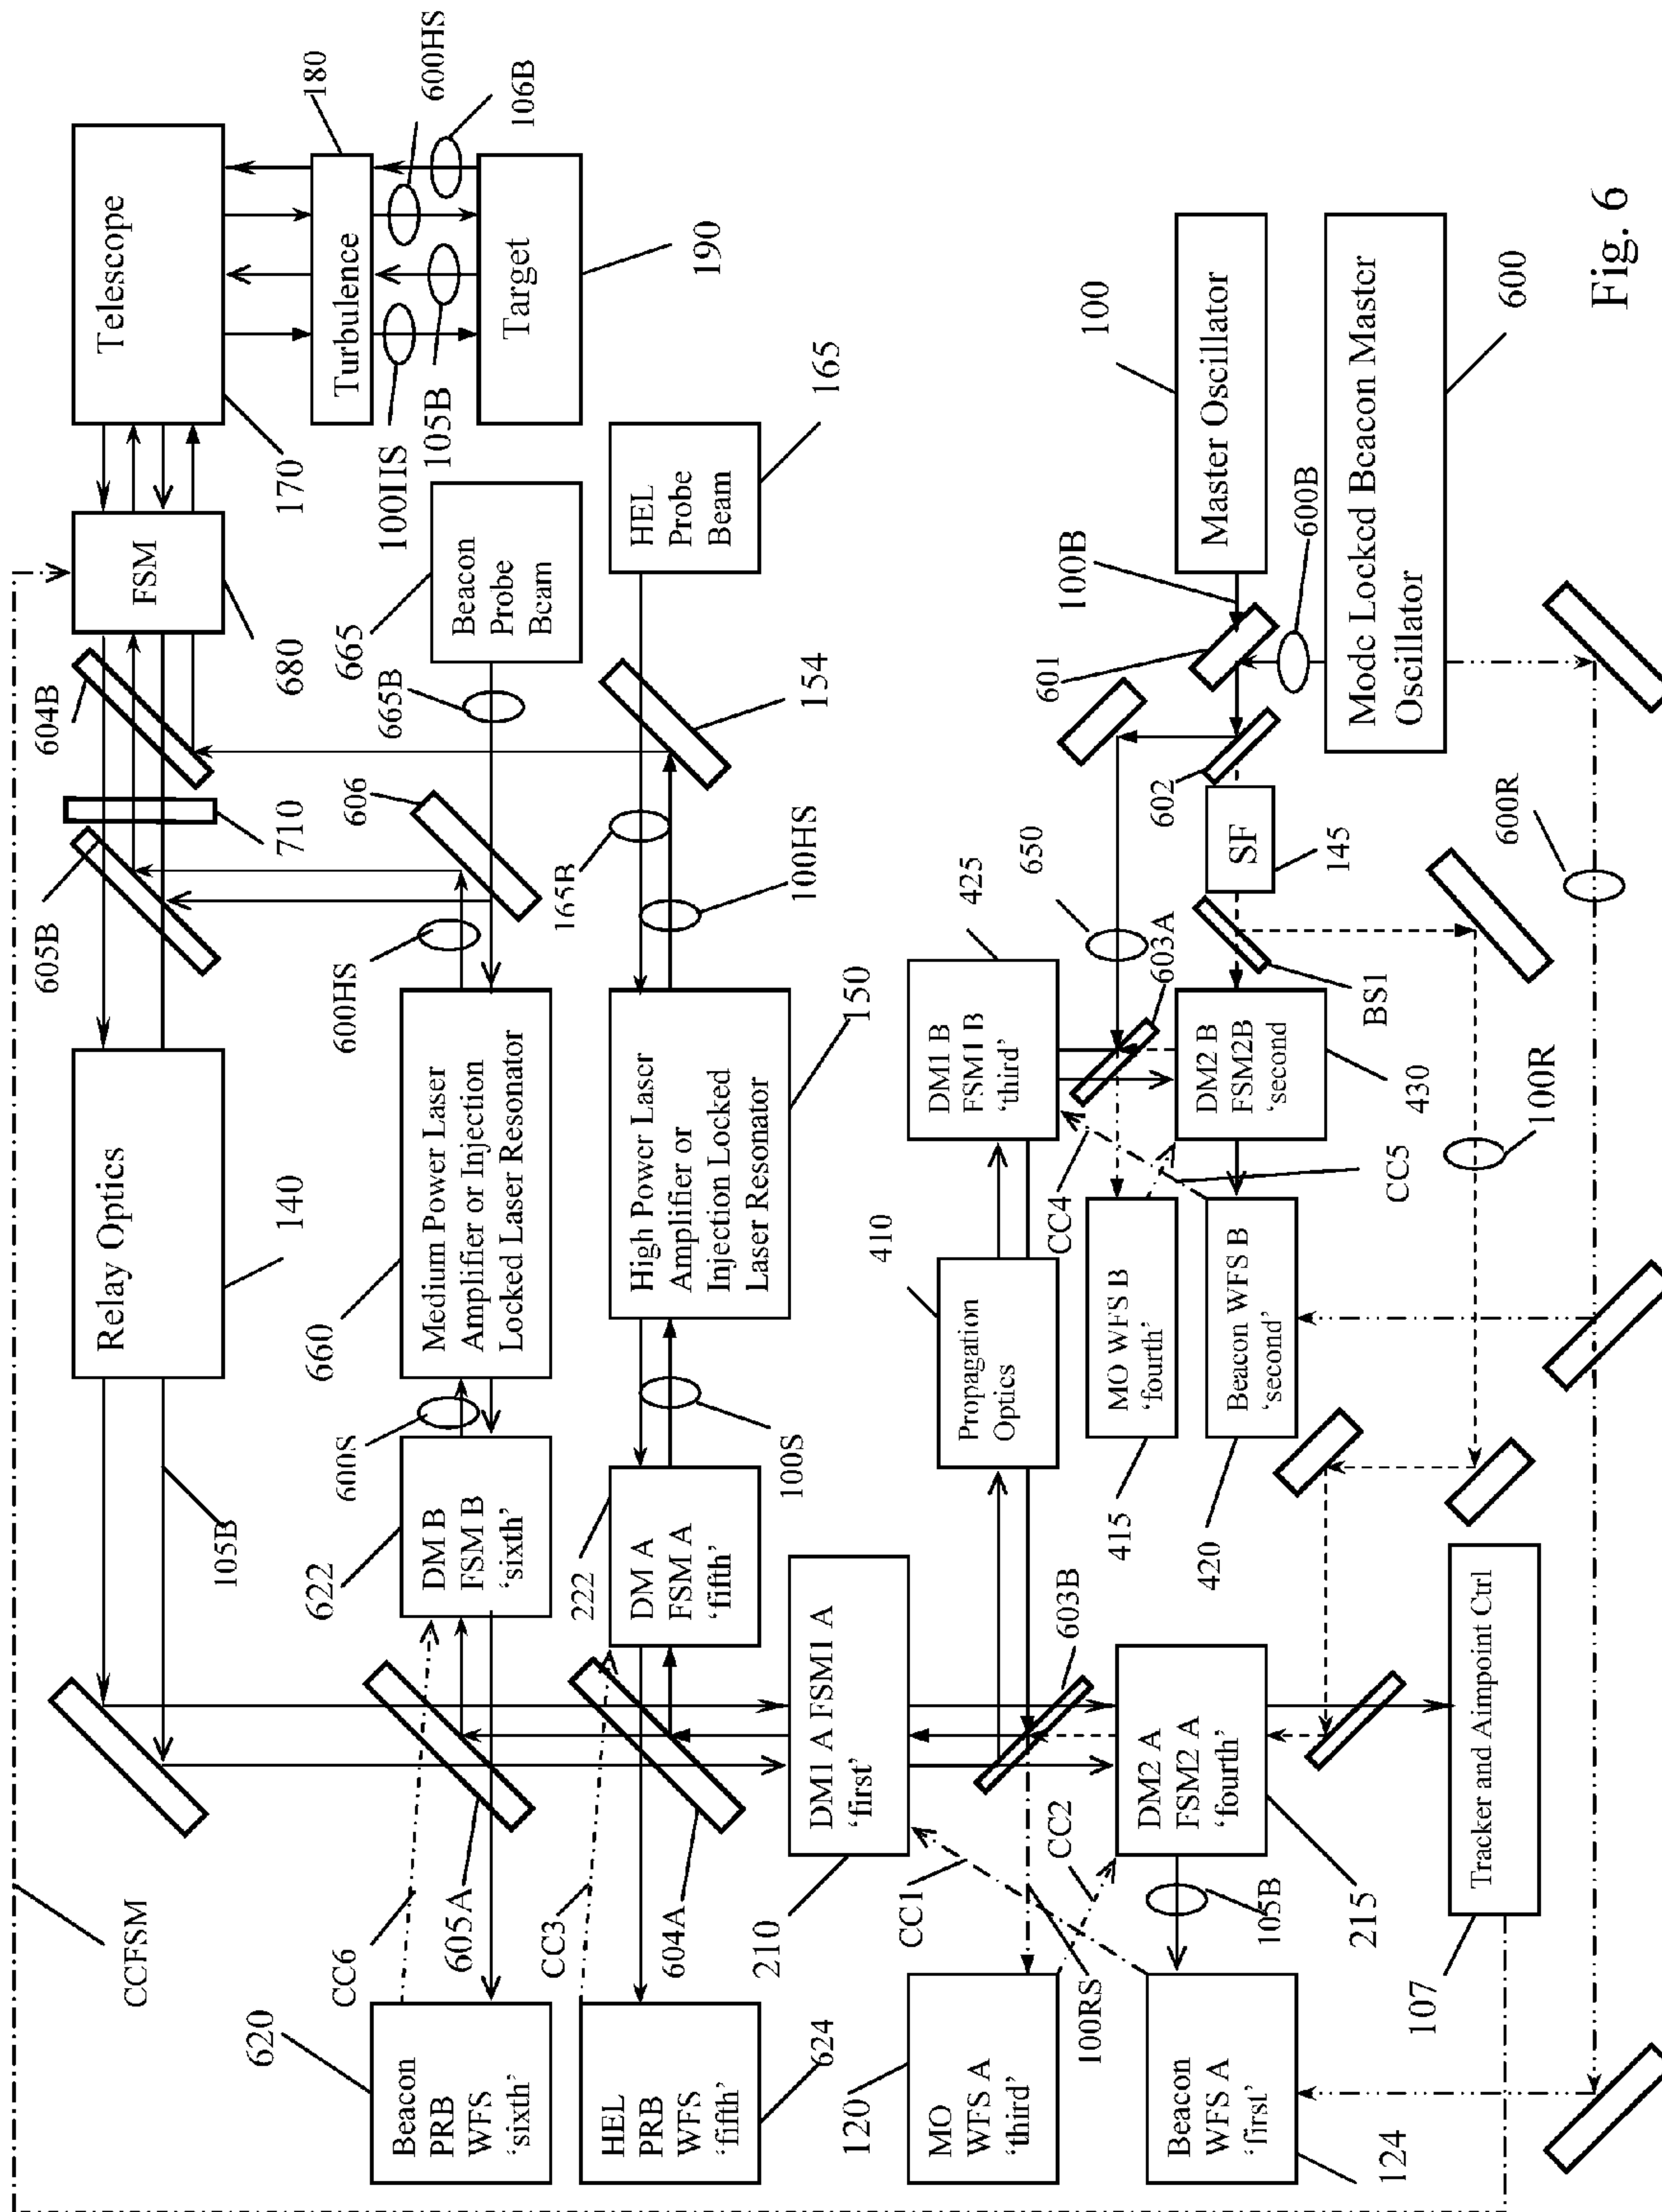 CCFSM
Relay Optics
140
605B
710
604B
FSM
680
Telescope
170
180
Turbulence
600HS
106B
100IIS
105B
Target
190
105B
620
Beacon
PRB
WFS
‘sixth’
CC6
605A
622
DM B
FSM B
‘sixth’
600S
660
Medium Power Laser
Amplifier or Injection
Locked Laser Resonator
600HS
606
665B
665
Beacon
Probe
Beam
HEL
PRB
WFS
‘fifth’
624
CC3
604A
222
DM A
FSM A
‘fifth’
100S
High Power Laser
Amplifier or
Injection Locked
Laser Resonator
150
165B
100HS
154
HEL
Probe
Beam
165
210
DM1 A FSM1 A
‘first’
120
MO
WFS A
‘third’
CC1
100RS
CC2
603B
410
Propagation
Optics
425
DM1 B
FSM1 B
‘third’
CC4
603A
650
601
100B
100
Master Oscillator
Beacon
WFS A
‘first’
124
105B
DM2 A
FSM2 A
‘fourth’
215
MO WFS B
‘fourth’
415
Beacon WFS B
‘second’
420
CC5
DM2 B
FSM2B
‘second’
430
BS1
SF
145
602
600B
Mode Locked Beacon Master
Oscillator
600
100R
600R
107
Tracker and Aimpoint Ctrl
Fig. 6